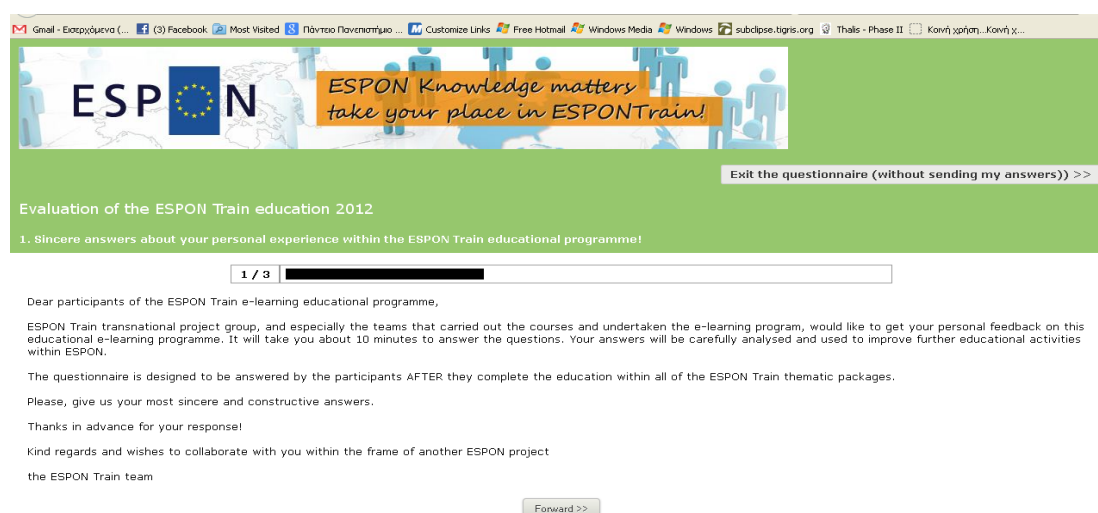 Gmail - Εισερχόμενα (... (3) Facebook Most Visited Πάντειο Πανεπιστήμιο ... Customize Links Free Hotmail Windows Media Windows subclipse.tigris.org Thalis - Phase II Κοινή χρήση...Κοινή χ...
ESPON
ESPON Knowledge matters
take your place in ESPONTrain!
Exit the questionnaire (without sending my answers)) >>
Evaluation of the ESPON Train education 2012
1. Sincere answers about your personal experience within the ESPON Train educational programme!
1 / 3
Dear participants of the ESPON Train e-learning educational programme,
ESPON Train transnational project group, and especially the teams that carried out the courses and undertaken the e-learning program, would like to get your personal feedback on this
educational e-learning programme. It will take you about 10 minutes to answer the questions. Your answers will be carefully analysed and used to improve further educational activities
within ESPON.
The questionnaire is designed to be answered by the participants AFTER they complete the education within all of the ESPON Train thematic packages.
Please, give us your most sincere and constructive answers.
Thanks in advance for your response!
Kind regards and wishes to collaborate with you within the frame of another ESPON project
the ESPON Train team
Forward >>